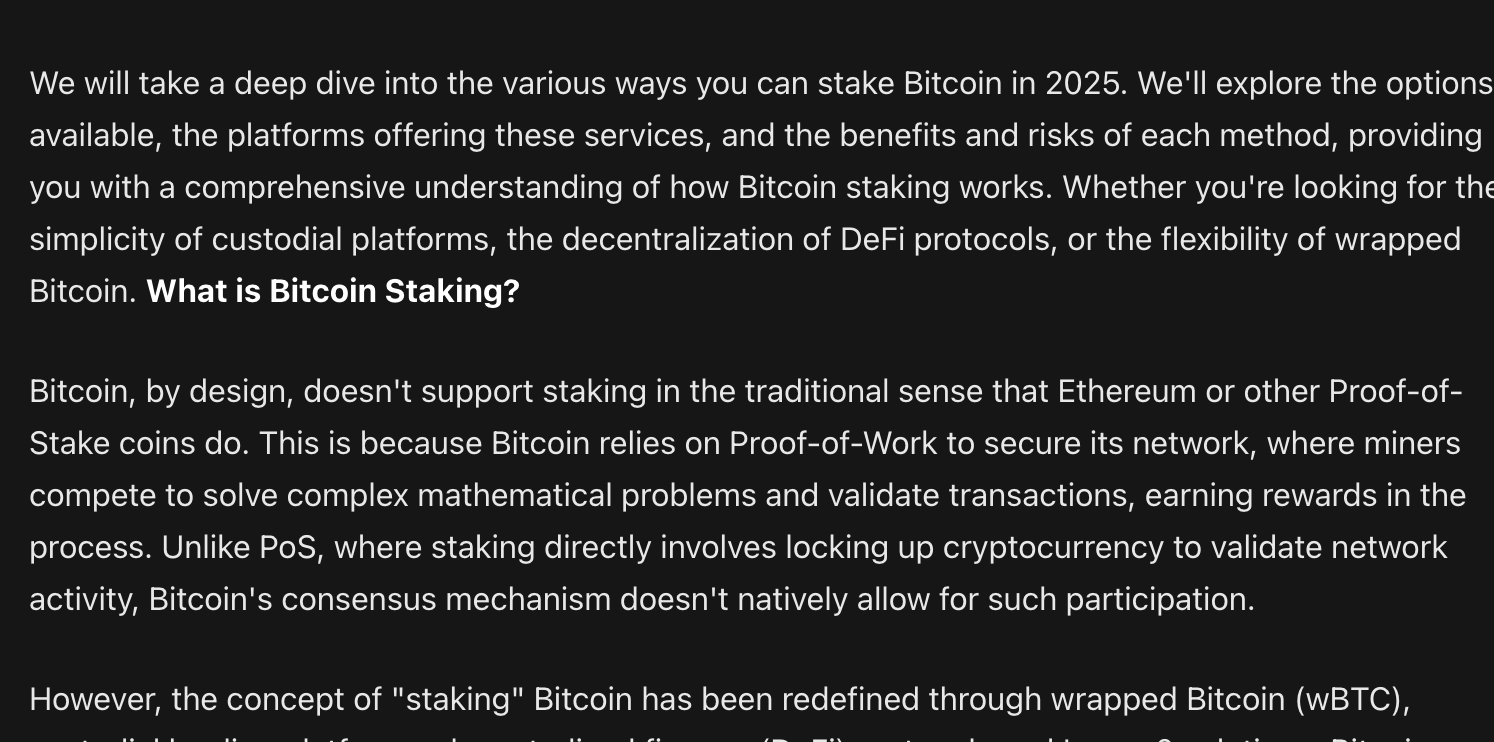 We will take a deep dive into the various ways you can stake Bitcoin in 2025. We'll explore the options
available, the platforms offering these services, and the benefits and risks of each method, providing
you with a comprehensive understanding of how Bitcoin staking works. Whether you're looking for the
simplicity of custodial platforms, the decentralization of DeFi protocols, or the flexibility of wrapped
Bitcoin. What is Bitcoin Staking?
Bitcoin, by design, doesn't support staking in the traditional sense that Ethereum or other Proof-of-
Stake coins do. This is because Bitcoin relies on Proof-of-Work to secure its network, where miners
compete to solve complex mathematical problems and validate transactions, earning rewards in the
process. Unlike PoS, where staking directly involves locking up cryptocurrency to validate network
activity, Bitcoin's consensus mechanism doesn't natively allow for such participation.
However, the concept of "staking" Bitcoin has been redefined through wrapped Bitcoin (wBTC),